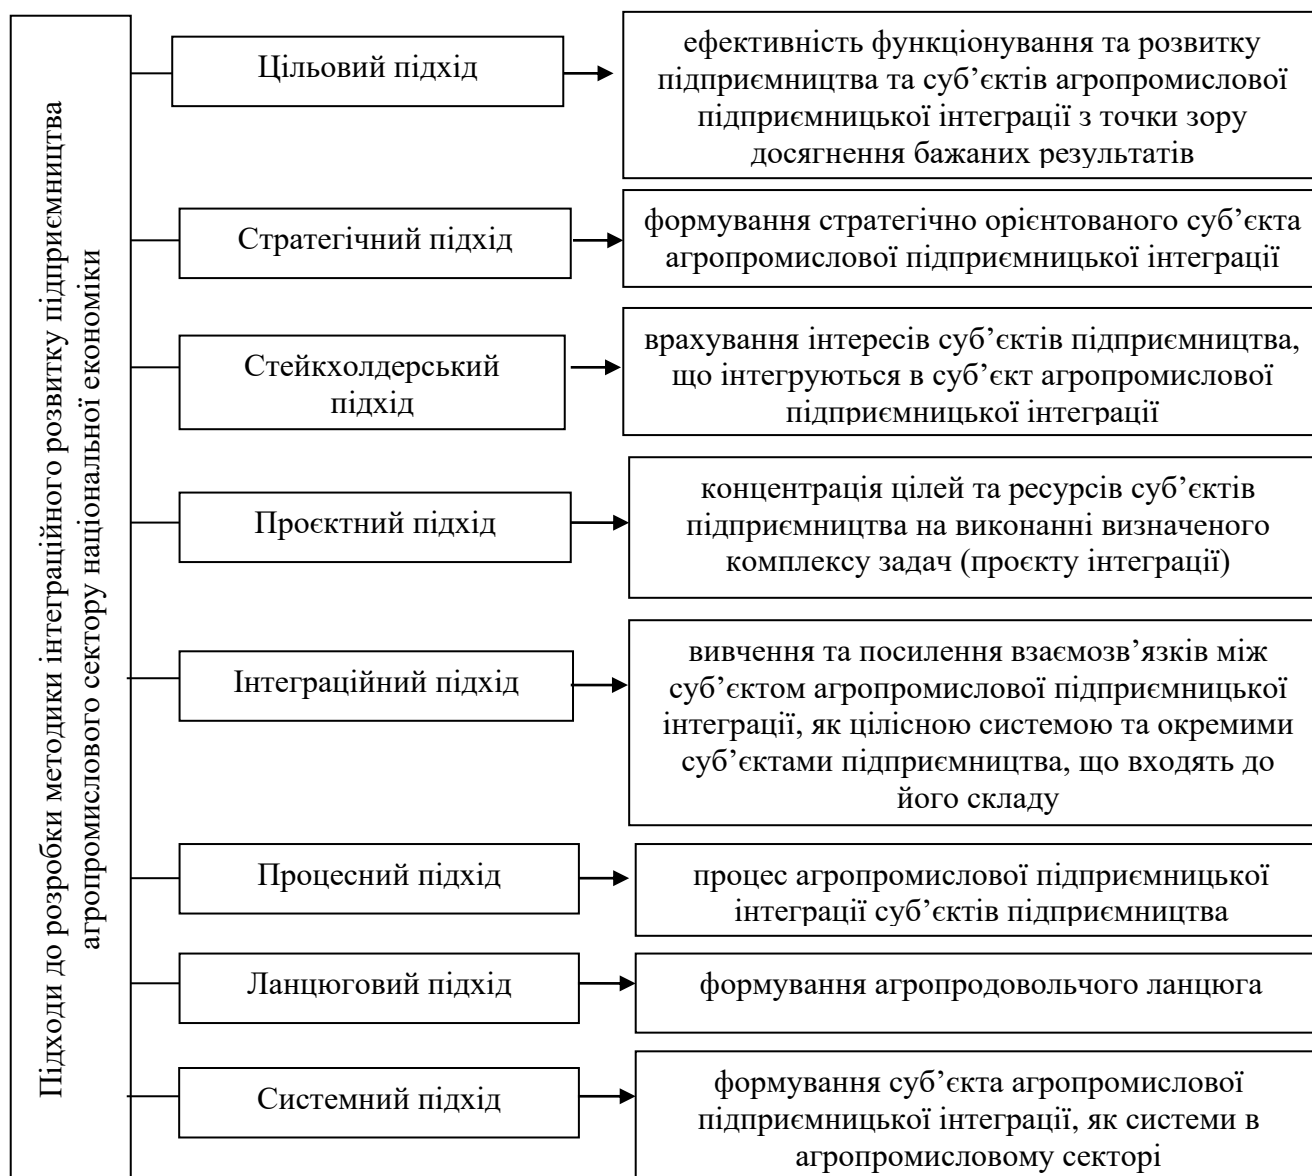 Підходи до розробки методики інтеграційного розвитку підприємництва
агропромислового сектору національної економіки
Цільовий підхід
ефективність функціонування та розвитку
підприємництва та суб’єктів агропромислової
підприємницької інтеграції з точки зору
досягнення бажаних результатів
Стратегічний підхід
формування стратегічно орієнтованого суб’єкта
агропромислової підприємницької інтеграції
Стейкхолдерський
підхід
врахування інтересів суб’єктів підприємництва,
що інтегруються в суб’єкт агропромислової
підприємницької інтеграції
Проєктний підхід
концентрація цілей та ресурсів суб’єктів
підприємництва на виконанні визначеного
комплексу задач (проєкту інтеграції)
Інтеграційний підхід
вивчення та посилення взаємозв’язків між
суб’єктом агропромислової підприємницької
інтеграції, як цілісною системою та окремими
суб’єктами підприємництва, що входять до
його складу
Процесний підхід
процес агропромислової підприємницької
інтеграції суб’єктів підприємництва
Ланцюговий підхід
формування агропродовольчого ланцюга
Системний підхід
формування суб’єкта агропромислової
підприємницької інтеграції, як системи в
агропромисловому секторі